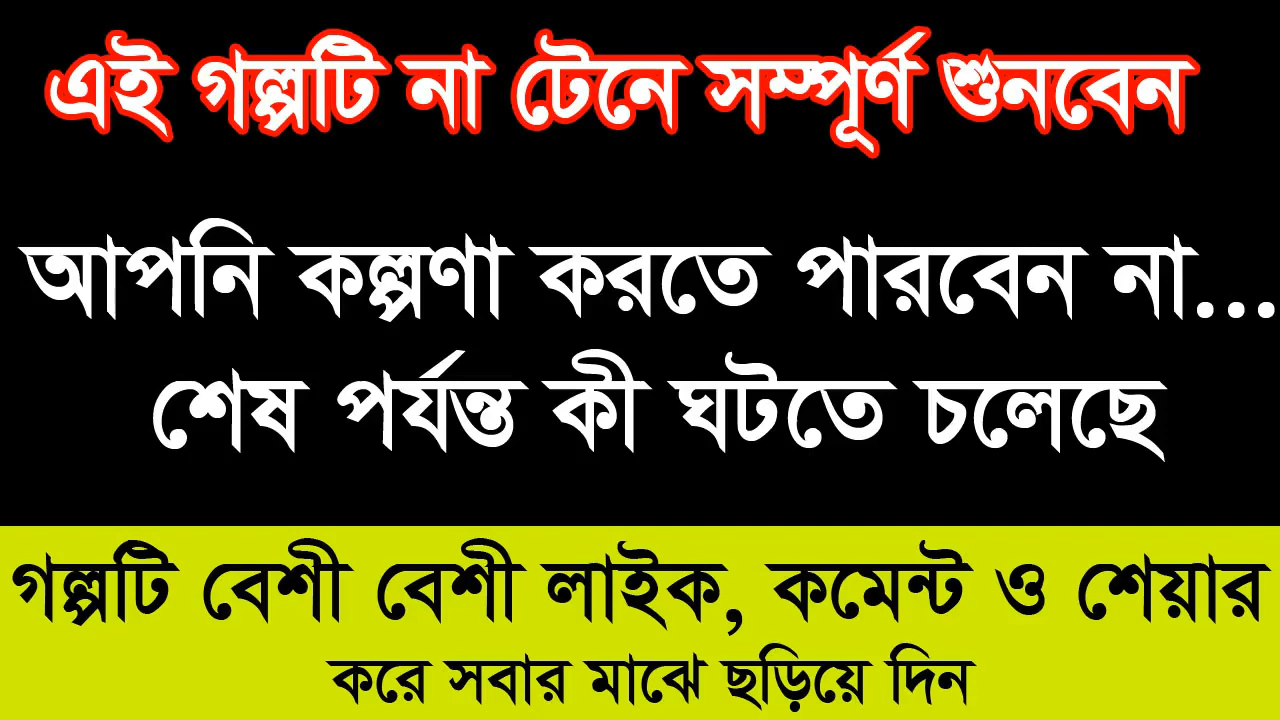 এই গল্পটি না টেনে সম্পূর্ণ শুনবেন
আপনি কল্পণা করতে পারবেন না...
শেষ পর্যন্ত কী ঘটতে চলেছে
গল্পটি বেশী বেশী লাইক, কমেন্ট ও শেয়ার
করে সবার মাঝে ছড়িয়ে দিন